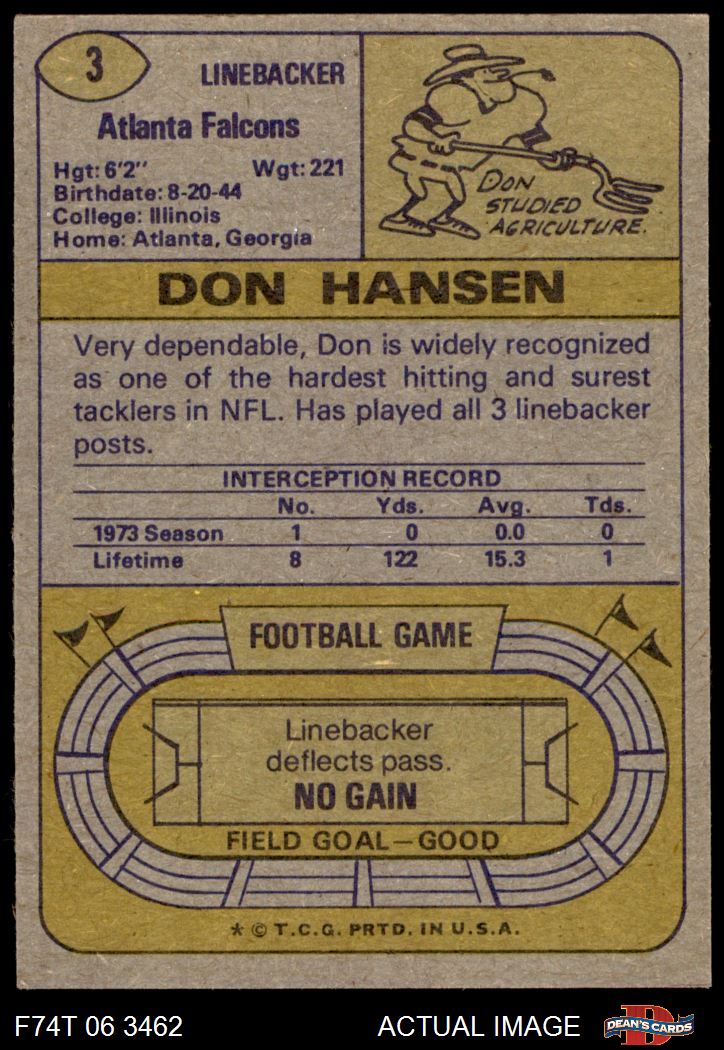 3
LINEBACKER
Atlanta Falcons
Hgt: 6'2" Wgt: 221
Birthdate: 8-20-44
College: Illinois
Home: Atlanta, Georgia
DON STUDIED AGRICULTURE.
DON HANSEN
Very dependable, Don is widely recognized
as one of the hardest hitting and surest
tacklers in NFL. Has played all 3 linebacker
posts.
INTERCEPTION RECORD
No. Yds. Avg. Tds.
1973 Season 1 0 0.0 0
Lifetime 8 122 15.3 1
FOOTBALL GAME
Linebacker
deflects pass.
NO GAIN
FIELD GOAL—GOOD
* © T.C.G. PRTD. IN U.S.A.
F74T 06 3462 ACTUAL IMAGE DEAN'S CARDS